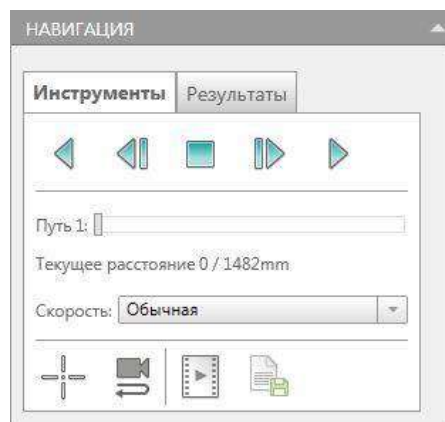 НАВИГАЦИЯ
Инструменты Результаты
Путь 1:
Текущее расстояние 0 / 1482mm
Скорость: Обычная